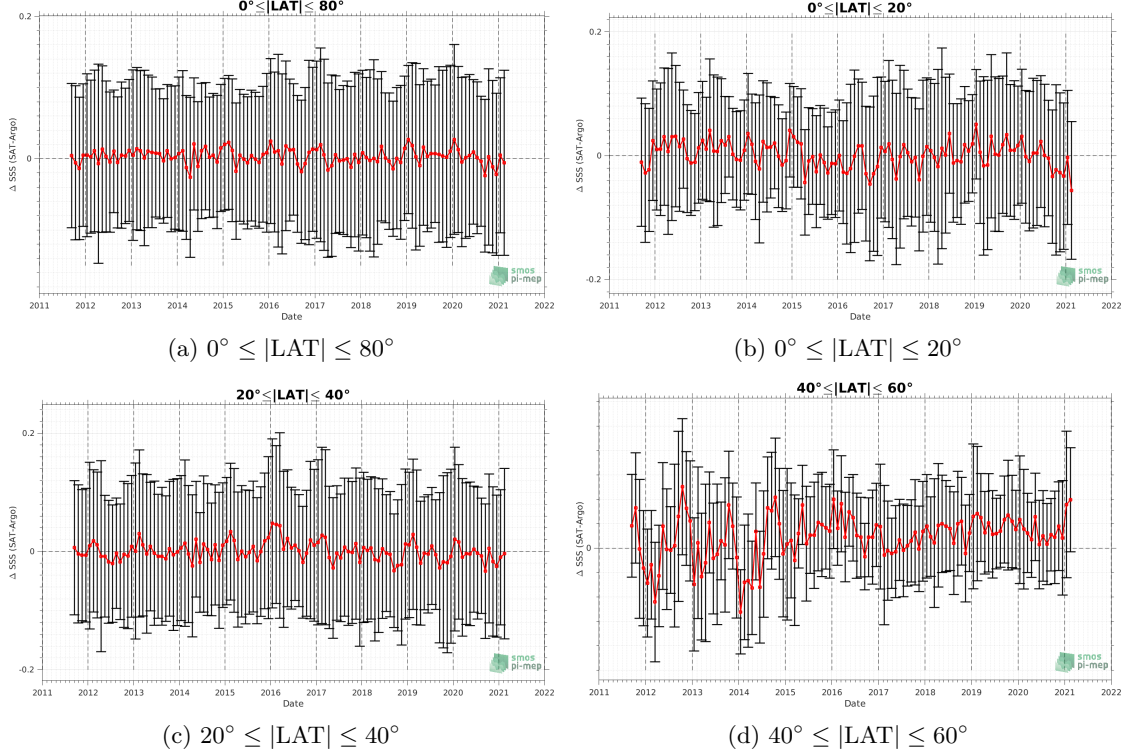 0°≤|LAT|≤ 80°
0.2
0
Δ SSS (SAT-Argo)
2011 2012 2013 2014 2015 2016 2017 2018 2019 2020 2021 2022
Date
smos
pi-mep
(a) 0° ≤ |LAT| ≤ 80°
0°≤|LAT|≤ 20°
0.2
0
-0.2
Δ SSS (SAT-Argo)
2011 2012 2013 2014 2015 2016 2017 2018 2019 2020 2021 2022
Date
smos
pi-mep
(b) 0° ≤ |LAT| ≤ 20°
20°≤|LAT|≤ 40°
0.2
0
-0.2
Δ SSS (SAT-Argo)
2011 2012 2013 2014 2015 2016 2017 2018 2019 2020 2021 2022
Date
smos
pi-mep
(c) 20° ≤ |LAT| ≤ 40°
40°≤|LAT|≤ 60°
0
Δ SSS (SAT-Argo)
2011 2012 2013 2014 2015 2016 2017 2018 2019 2020 2021 2022
Date
smos
pi-mep
(d) 40° ≤ |LAT| ≤ 60°